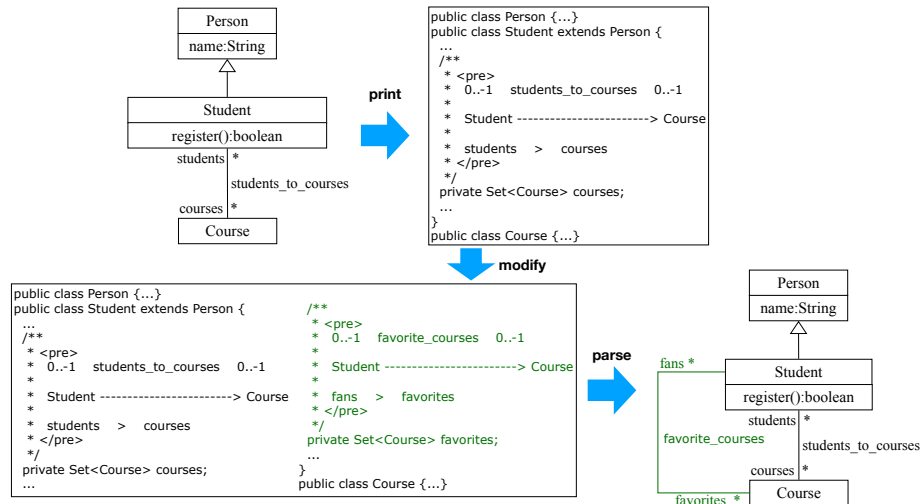 Person
name:String
Student
register():boolean
students *
students_to_courses
courses *
Course
print
public class Person {...}
public class Student extends Person {
...
/**
* <pre>
* 0..-1 students_to_courses 0..-1
*
* Student -----------------------> Course
*
* students > courses
* </pre>
*/
private Set<Course> courses;
...
}
public class Course {...}
modify
public class Person {...}
public class Student extends Person {
...
/**
* <pre>
* 0..-1 students_to_courses 0..-1
*
* Student -----------------------> Course
*
* students > courses
* </pre>
*/
private Set<Course> courses;
...
/**
* <pre>
* 0..-1 favorite_courses 0..-1
*
* Student -----------------------> Course
*
* fans > favorites
* </pre>
*/
private Set<Course> favorites;
...
}
public class Course {...}
parse
Person
name:String
fans *
Student
register():boolean
students *
favorite_courses
students_to_courses
courses *
Course
favorites *